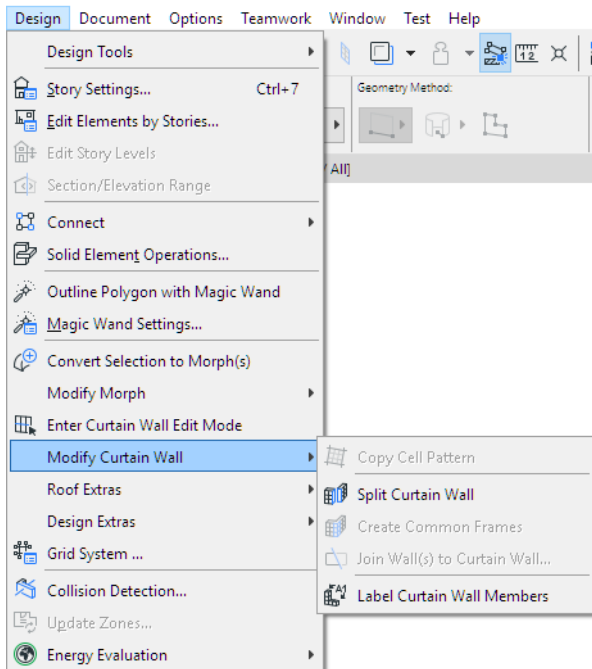 Design Document Options Teamwork Window Test Help
Design Tools
Geometry Method:
Story Settings... Ctrl+7
Edit Elements by Stories...
Edit Story Levels
All]
Section/Elevation Range
Connect
Solid Element Operations...
Outline Polygon with Magic Wand
Magic Wand Settings...
Convert Selection to Morph(s)
Modify Morph
Enter Curtain Wall Edit Mode
Modify Curtain Wall
Copy Cell Pattern
Roof Extras
Split Curtain Wall
Design Extras
Create Common Frames
Grid System ...
Join Wall(s) to Curtain Wall...
Collision Detection...
Label Curtain Wall Members
Update Zones...
Energy Evaluation